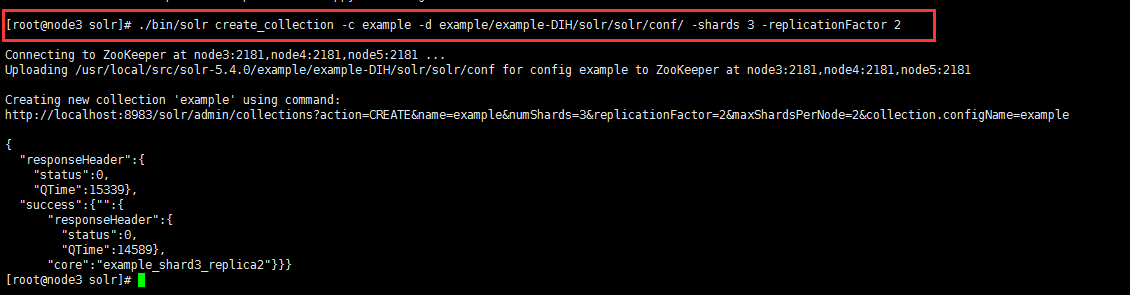 [root@node3 solr]# ./bin/solr create_collection -c example -d example/example-DIH/solr/solr/conf/ -shards 3 -replicationFactor 2
Connecting to ZooKeeper at node3:2181,node4:2181,node5:2181 ...
Uploading /usr/local/src/solr-5.4.0/example/example-DIH/solr/solr/conf for config example to ZooKeeper at node3:2181,node4:2181,node5:2181
Creating new collection 'example' using command:
http://localhost:8983/solr/admin/collections?action=CREATE&name=example&numShards=3&replicationFactor=2&maxShardsPerNode=2&collection.configName=example
{
  "responseHeader":{
    "status":0,
    "QTime":15339},
  "success":{"":{
      "responseHeader":{
        "status":0,
        "QTime":14589},
      "core":"example_shard3_replica2"}}}
[root@node3 solr]#